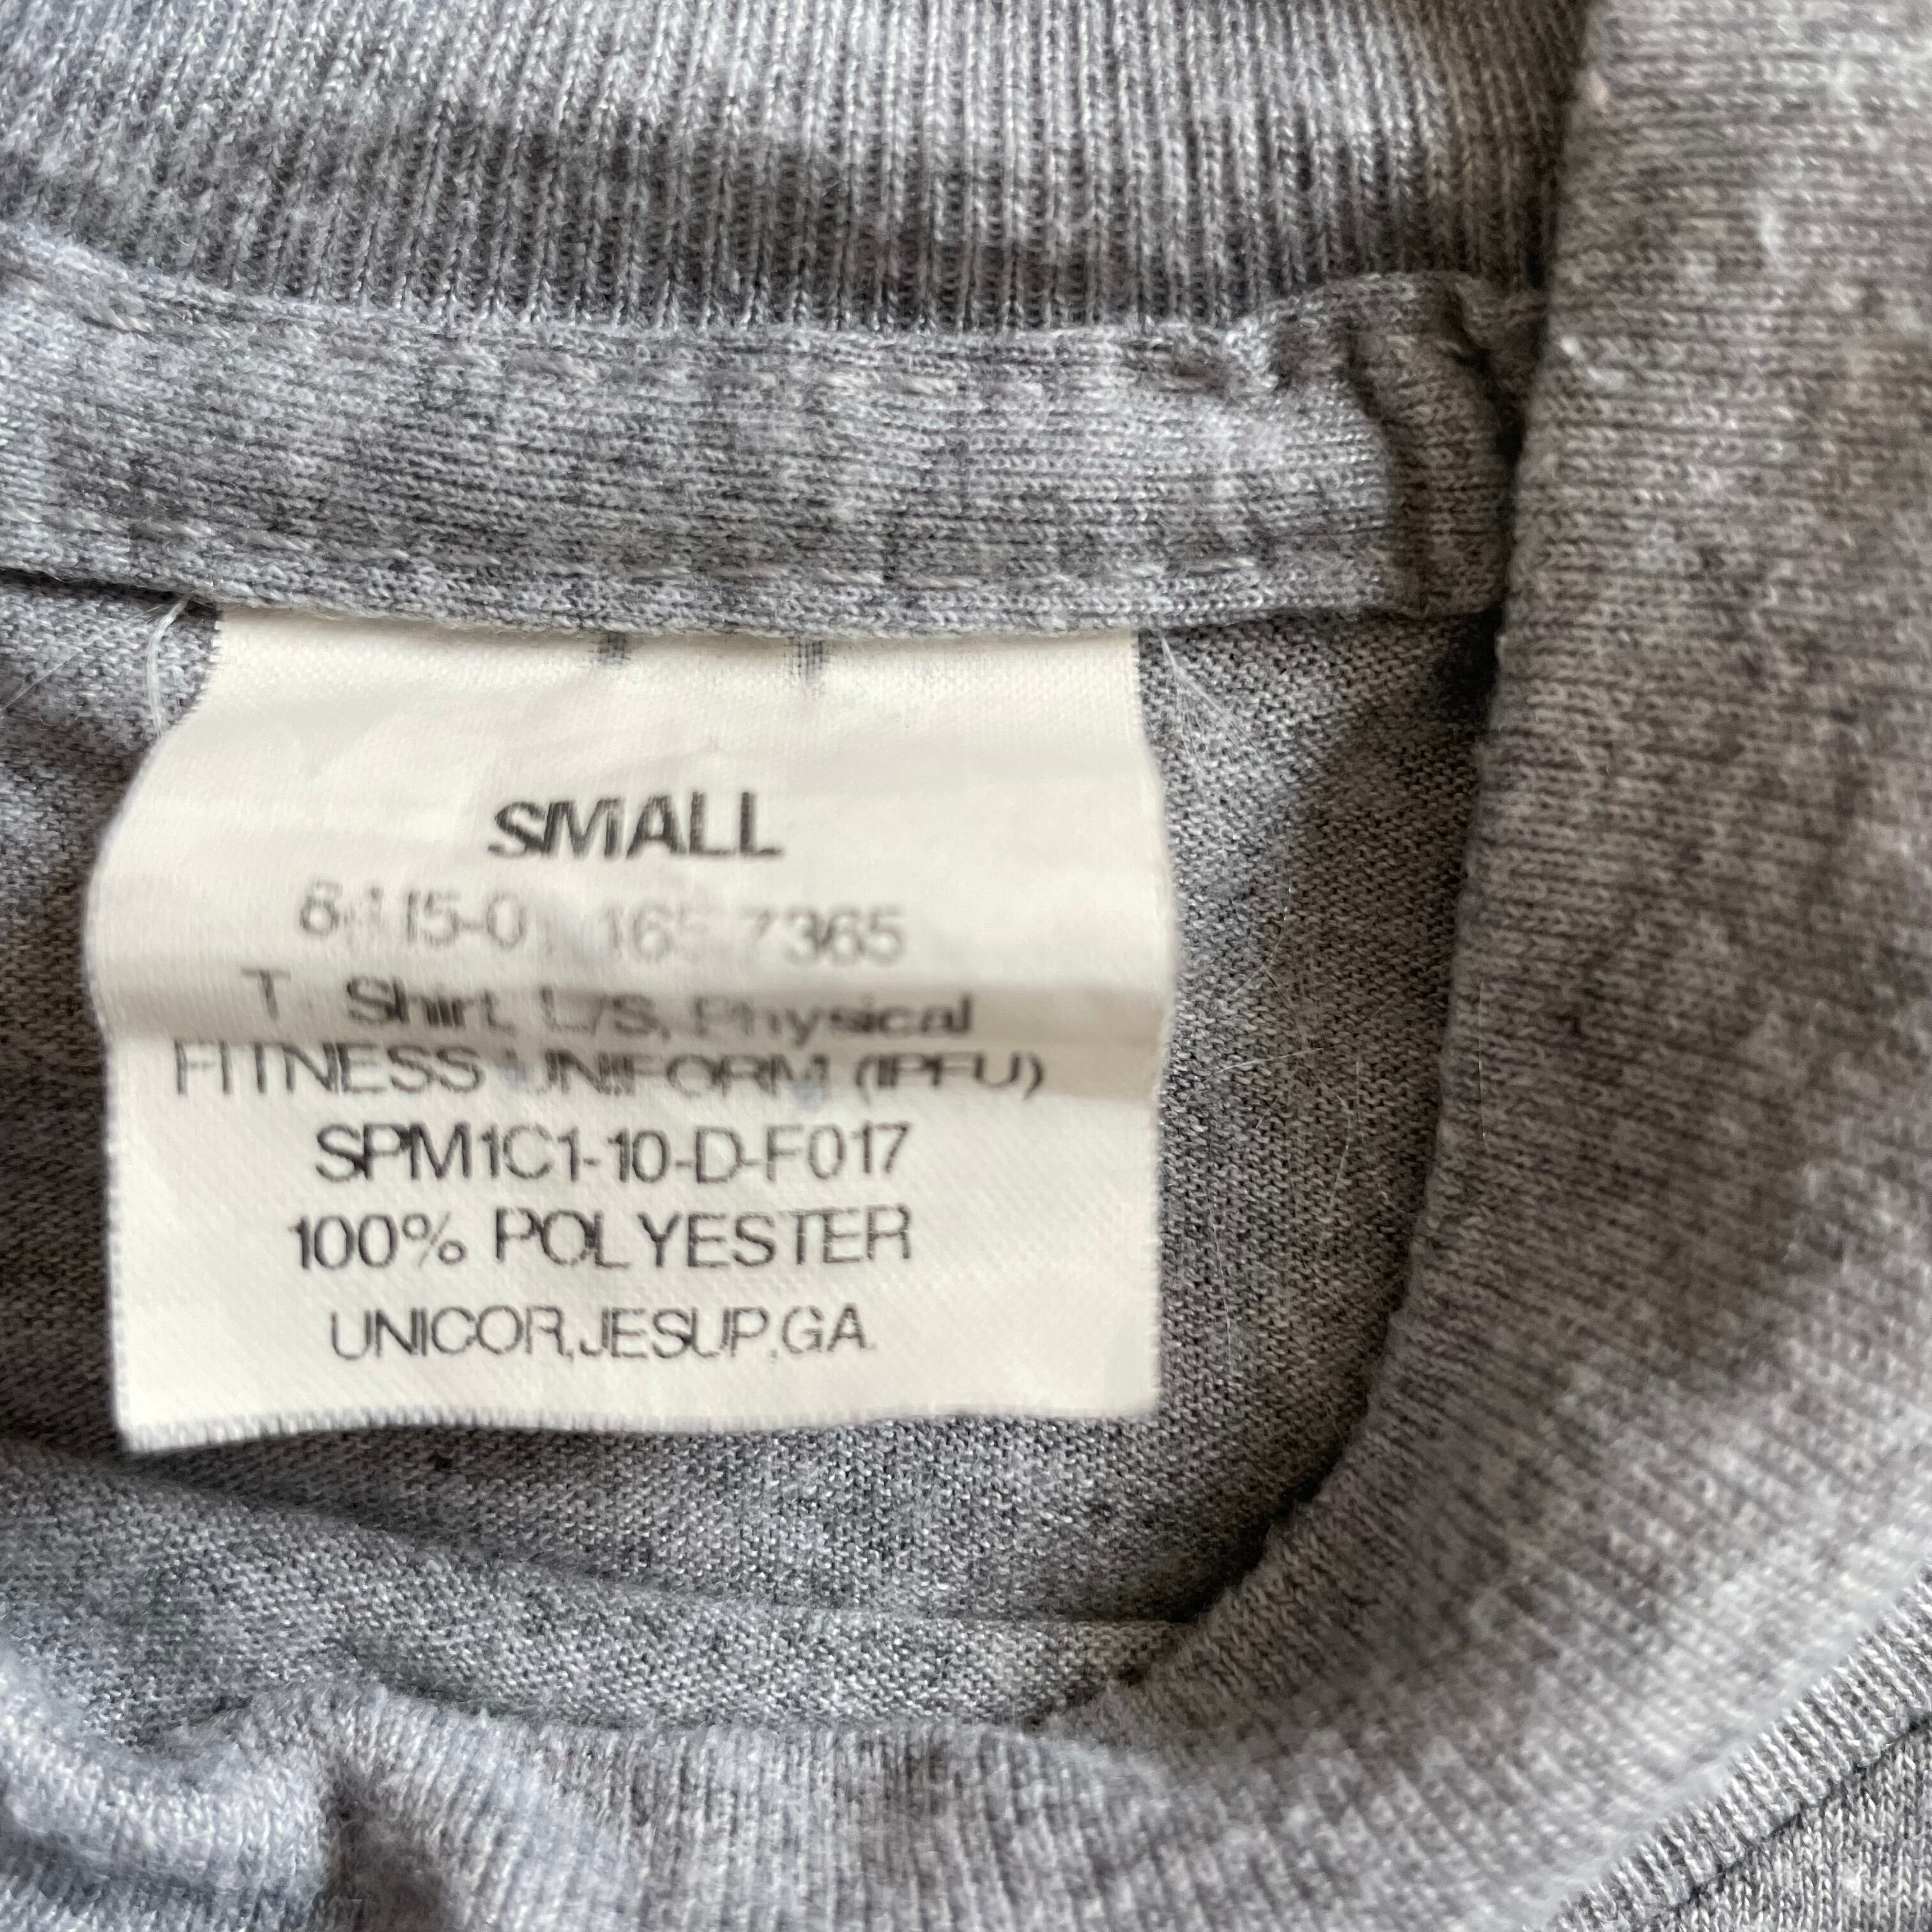 SMALL
T-Shirt, L/S, Physical
FITNESS UNIFORM (IPFU)
SPM1C1-10-D-F017
100% POLYESTER
UNICOR,JESUP,GA.